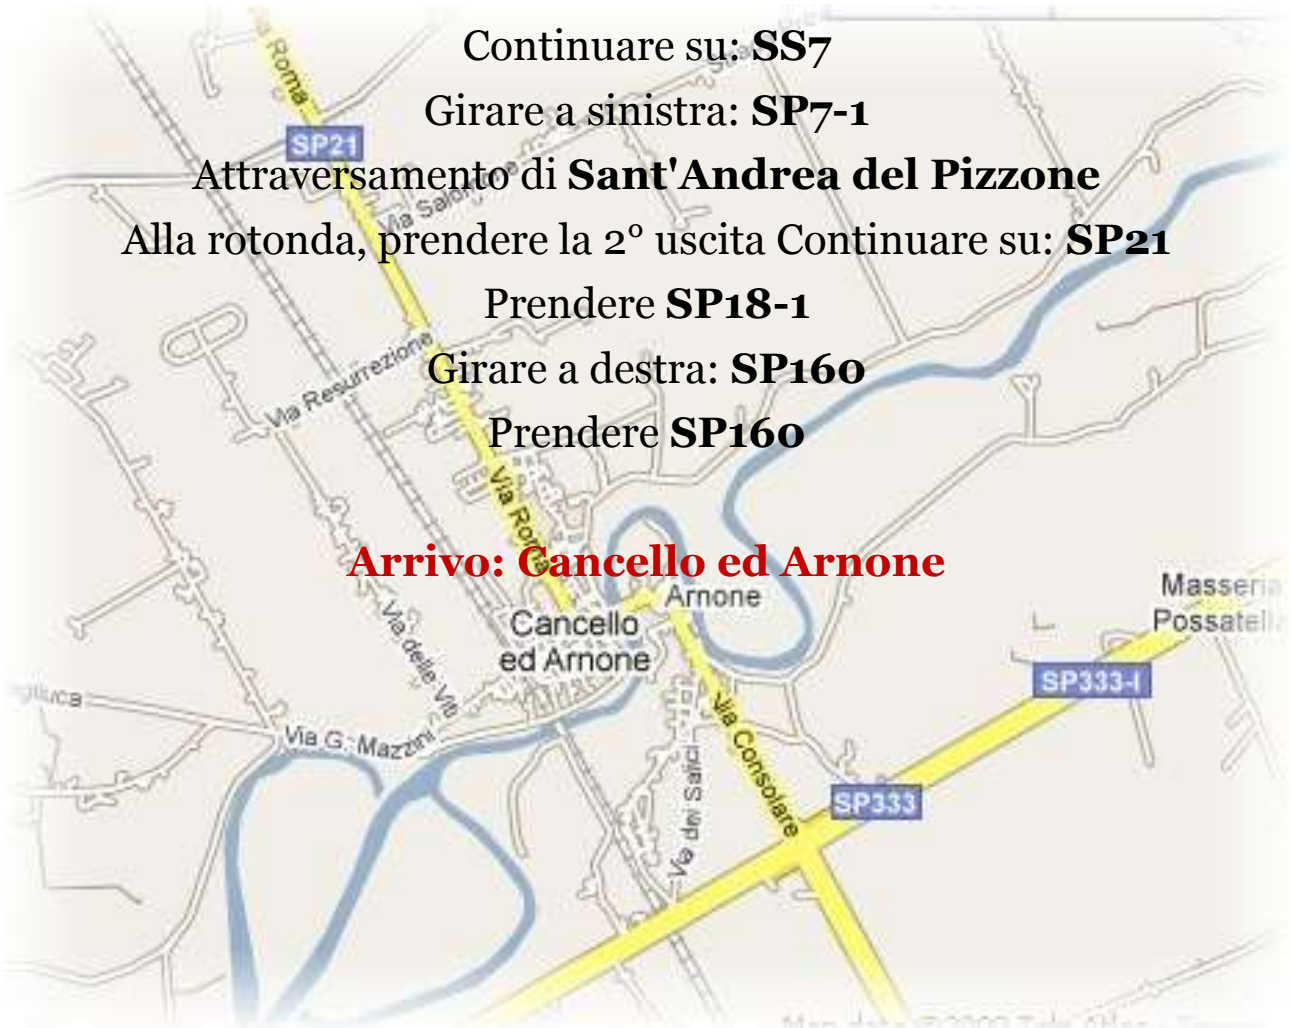 Continuare su: SS7
Girare a sinistra: SP7-1
Attraversamento di Sant'Andrea del Pizzone
Alla rotonda, prendere la 2° uscita Continuare su: SP21
Prendere SP18-1
Girare a destra: SP160
Prendere SP160
Arrivo: Cancello ed Arnone
Via Roma
SP21
Via Salomone
Via Resurrezione
Via Roma
Arnone
Cancello
ed Arnone
Masseria
Possatella
Via delle Viti
SP333-I
Via G. Mazzini
Via Consolare
Via dei Salici
SP333